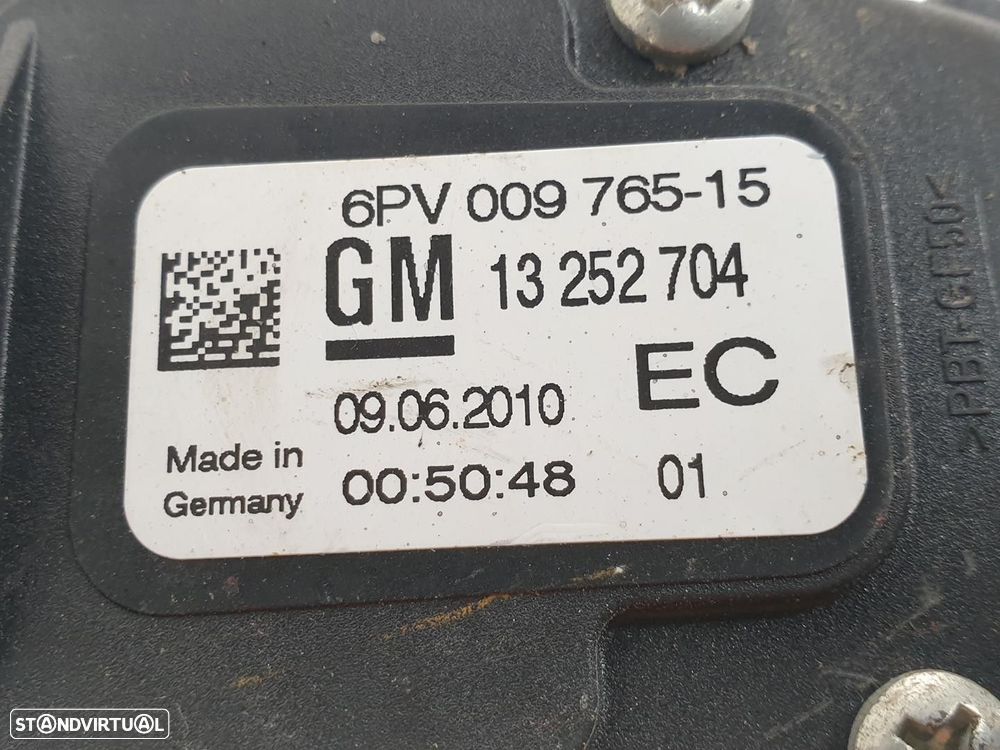 6PV 009 765-15
GM 13 252 704
EC
09.06.2010
Made in
Germany
00:50:48
01
>PBT-GF50<
STANDVIRTUAL